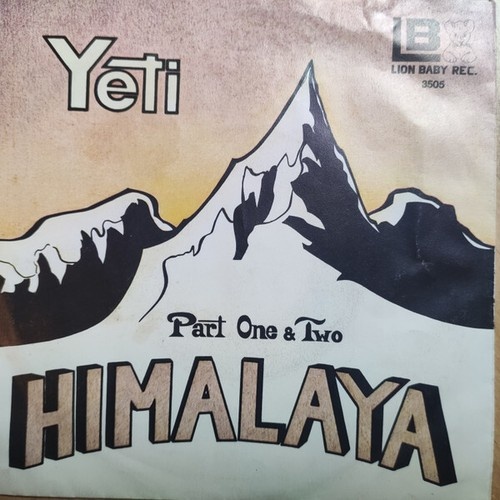 Yeti
LB
LION BABY REC.
3505
Part One & Two
HIMALAYA